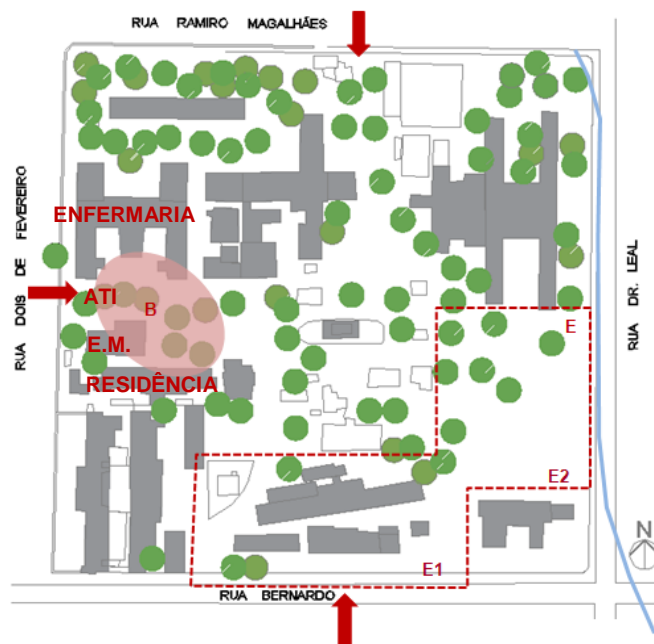 RUA RAMIRO MAGALHÃES
RUA DOIS DE FEVEREIRO
ENFERMARIA
ATI
B
E.M.
RESIDÊNCIA
E
RUA DR. LEAL
E2
N
E1
RUA BERNARDO